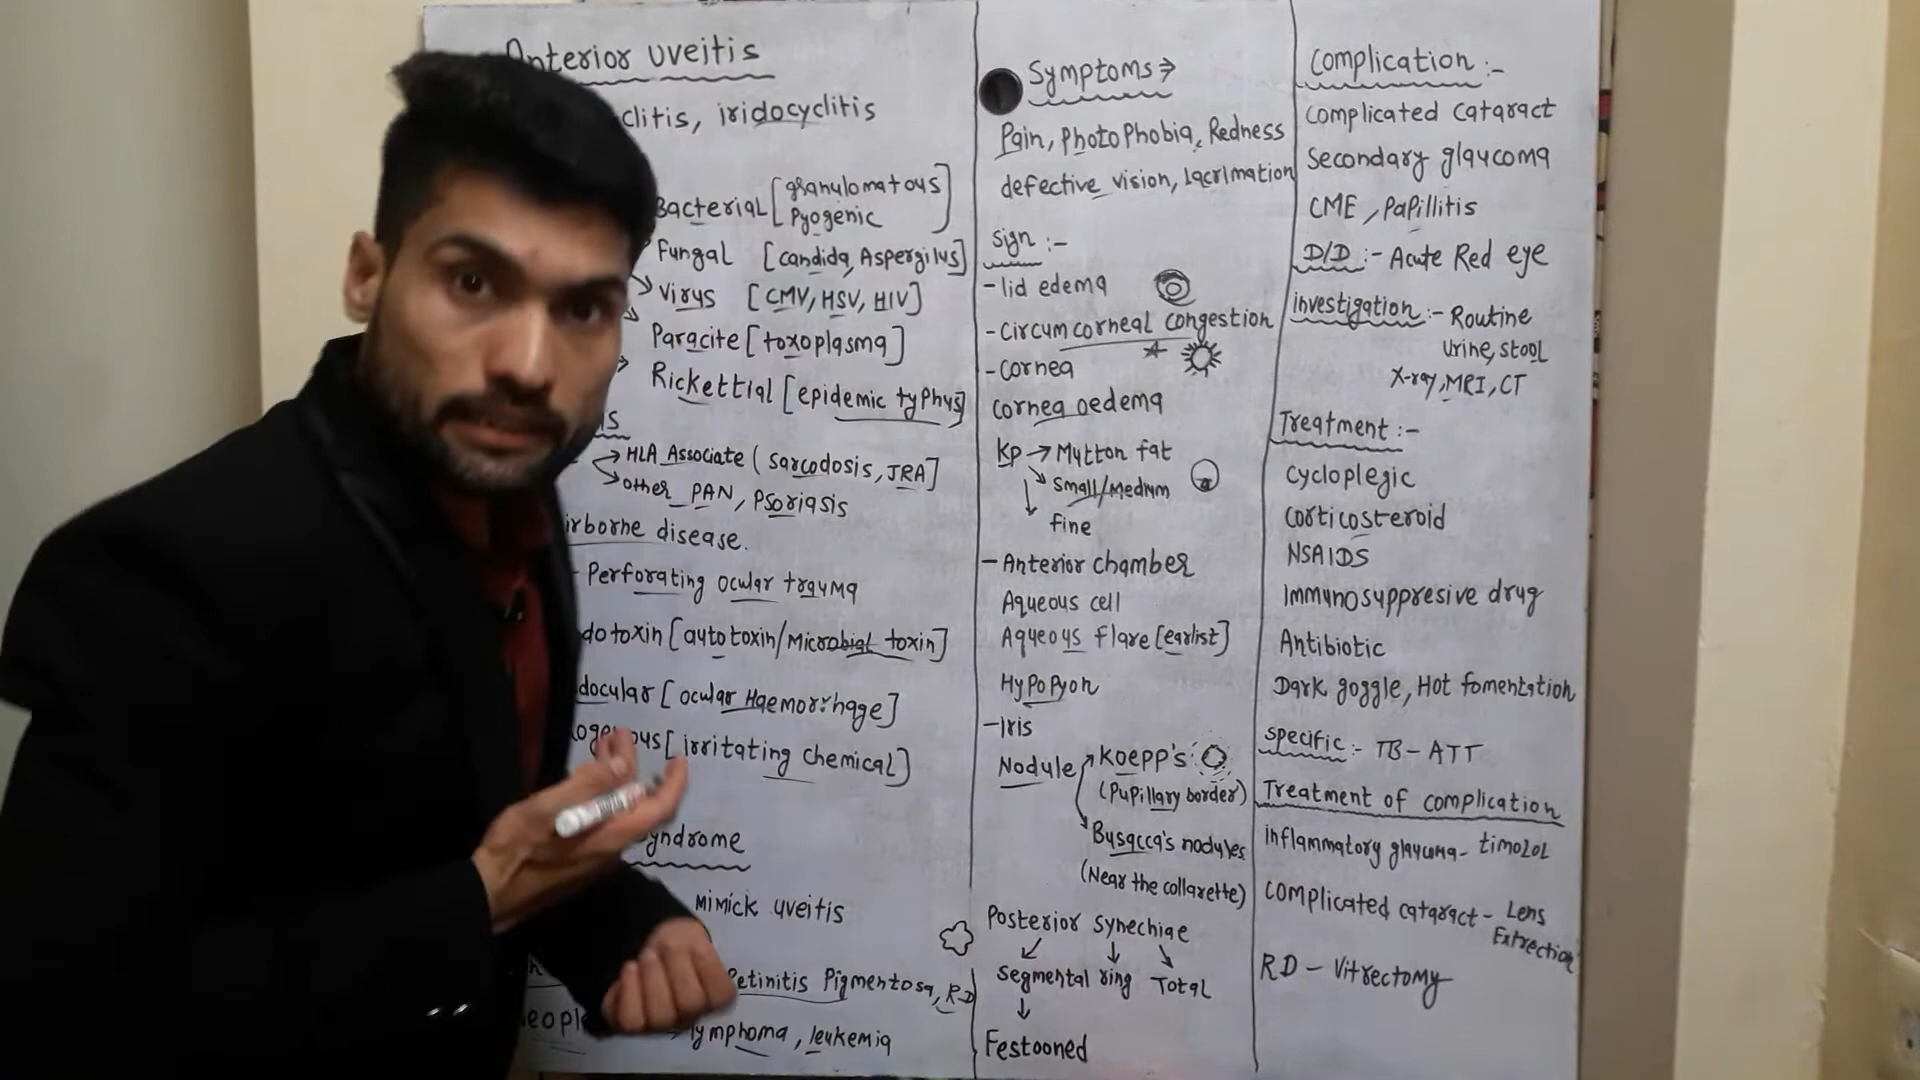 Anterior uveitis
clitis, iridocyclitis
Bacterial [granulomatous
Pyogenic]
Fungal [candida, Aspergilus]
Virus [CMV, HSV, HIV]
Paracite [toxoplasma]
Rickettial [epidemic typhus]
is
HLA Associate (sarcodosis, JRA]
other PAN, Psoriasis
irborne disease.
- Perforating ocular trauma
dotoxin [autotoxin/Microbial toxin]
docular [ocular Haemorrhage]
ogenous [irritating chemical]
yndrome
mimick uveitis
Retinitis Pigmentosa, RD
eopl
lymphoma, leukemia
Symptoms ⇒
Pain, PhotoPhobia, Redness
defective vision, lacrimation
Sign :-
- lid edema
- Circumcorneal congestion
- Cornea
Cornea oedema
KP → Mutton fat
Small/Medium
fine
- Anterior chamber
Aqueous cell
Aqueous flare [earlist]
HyPoPyon
- Iris
Nodule
Koepp's
(Pupillary border)
Busacca's nodules
(Near the collarette)
Posterior synechiae
Segmental ring Total
Festooned
Complication :-
Complicated cataract
Secondary glaucoma
CME, PaPillitis
D/D :- Acute Red eye
investigation :- Routine
Urine, stool
X-ray, MRI, CT
Treatment :-
Cycloplegic
Corticosteroid
NSAIDS
Immunosuppresive drug
Antibiotic
Dark goggle, Hot fomentation
Specific :- TB - ATT
Treatment of complication
inflammatory glaucoma - timolol
Complicated cataract - Lens
Extrection
RD - Vitrectomy